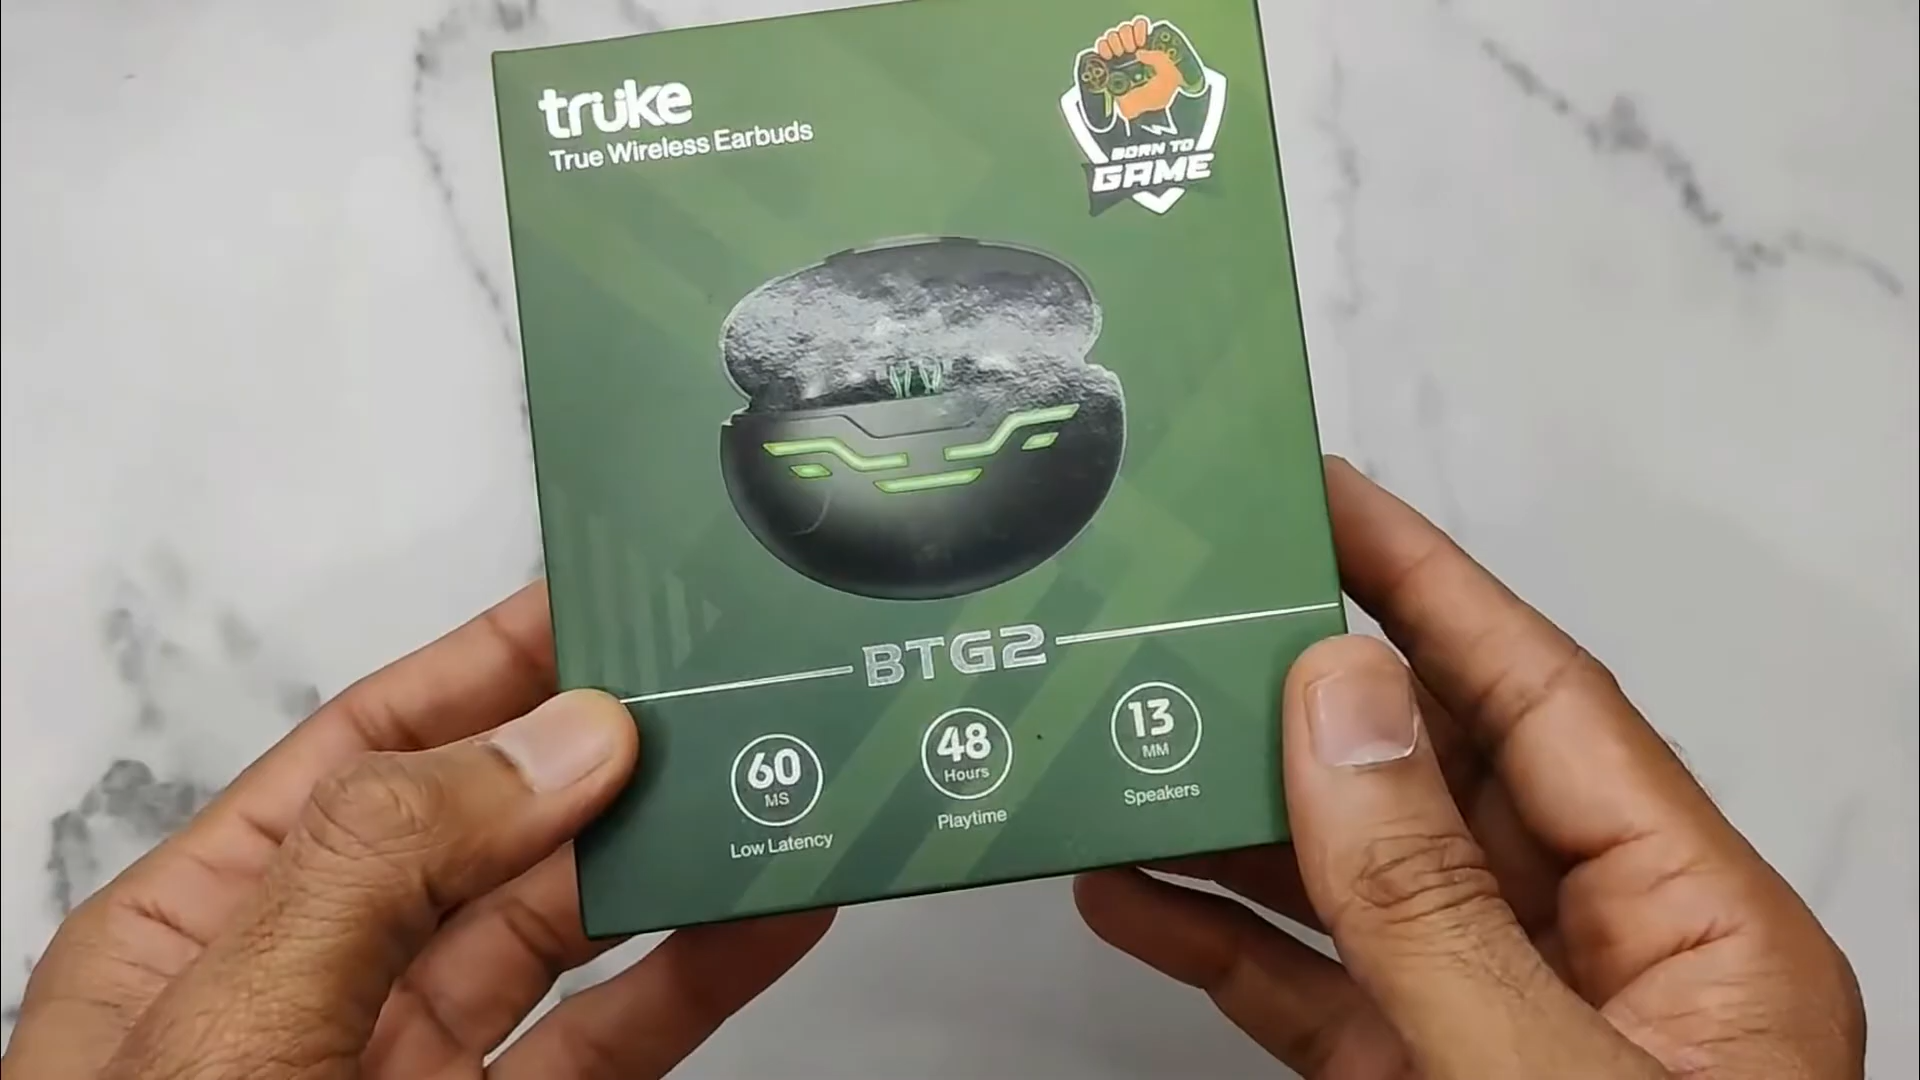 truke
True Wireless Earbuds
BORN TO
GAME
BTG2
60
MS
Low Latency
48
Hours
Playtime
13
MM
Speakers